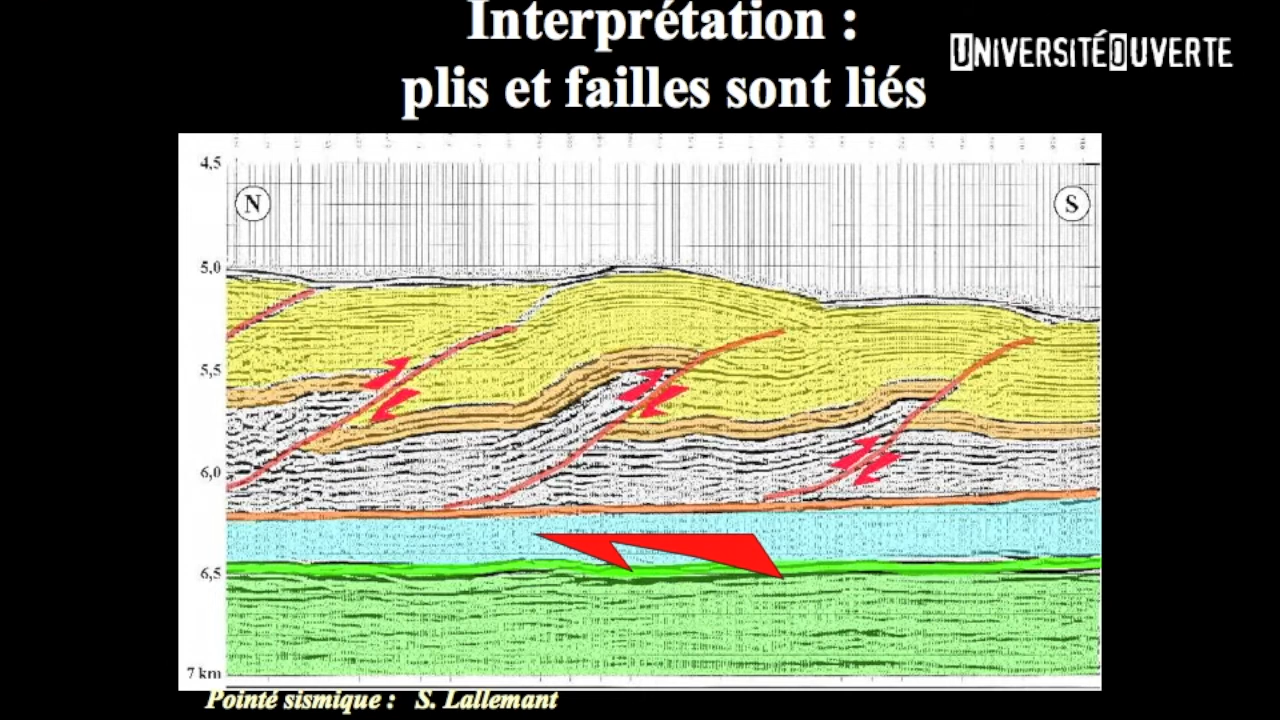 Interprétation :
plis et failles sont liés
UNIVERSITÉOUVERTE
4,5
N
S
5,0
5,5
6,0
6,5
7 km
Pointé sismique : S. Lallemant